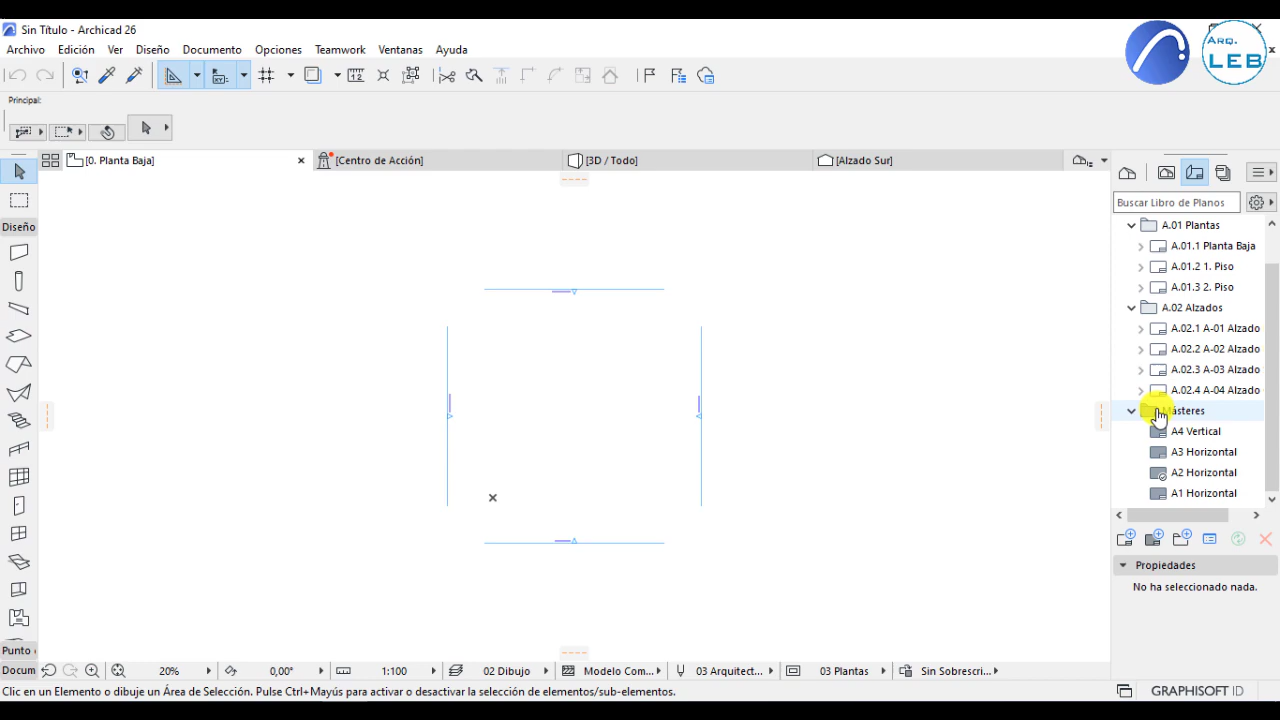 Sin Título - Archicad 26
Archivo Edición Ver Diseño Documento Opciones Teamwork Ventanas Ayuda
ARQ.
LEB
Principal:
[0. Planta Baja] [Centro de Acción] [3D / Todo] [Alzado Sur]
Diseño
Buscar Libro de Planos
A.01 Plantas
A.01.1 Planta Baja
A.01.2 1. Piso
A.01.3 2. Piso
A.02 Alzados
A.02.1 A-01 Alzado
A.02.2 A-02 Alzado
A.02.3 A-03 Alzado
A.02.4 A-04 Alzado
Másteres
A4 Vertical
A3 Horizontal
A2 Horizontal
A1 Horizontal
Propiedades
No ha seleccionado nada.
Punto
Docum 20% 0,00° 1:100 02 Dibujo Modelo Com... 03 Arquitect... 03 Plantas Sin Sobrescri...
Clic en un Elemento o dibuje un Área de Selección. Pulse Ctrl+Mayús para activar o desactivar la selección de elementos/sub-elementos.
GRAPHISOFT ID